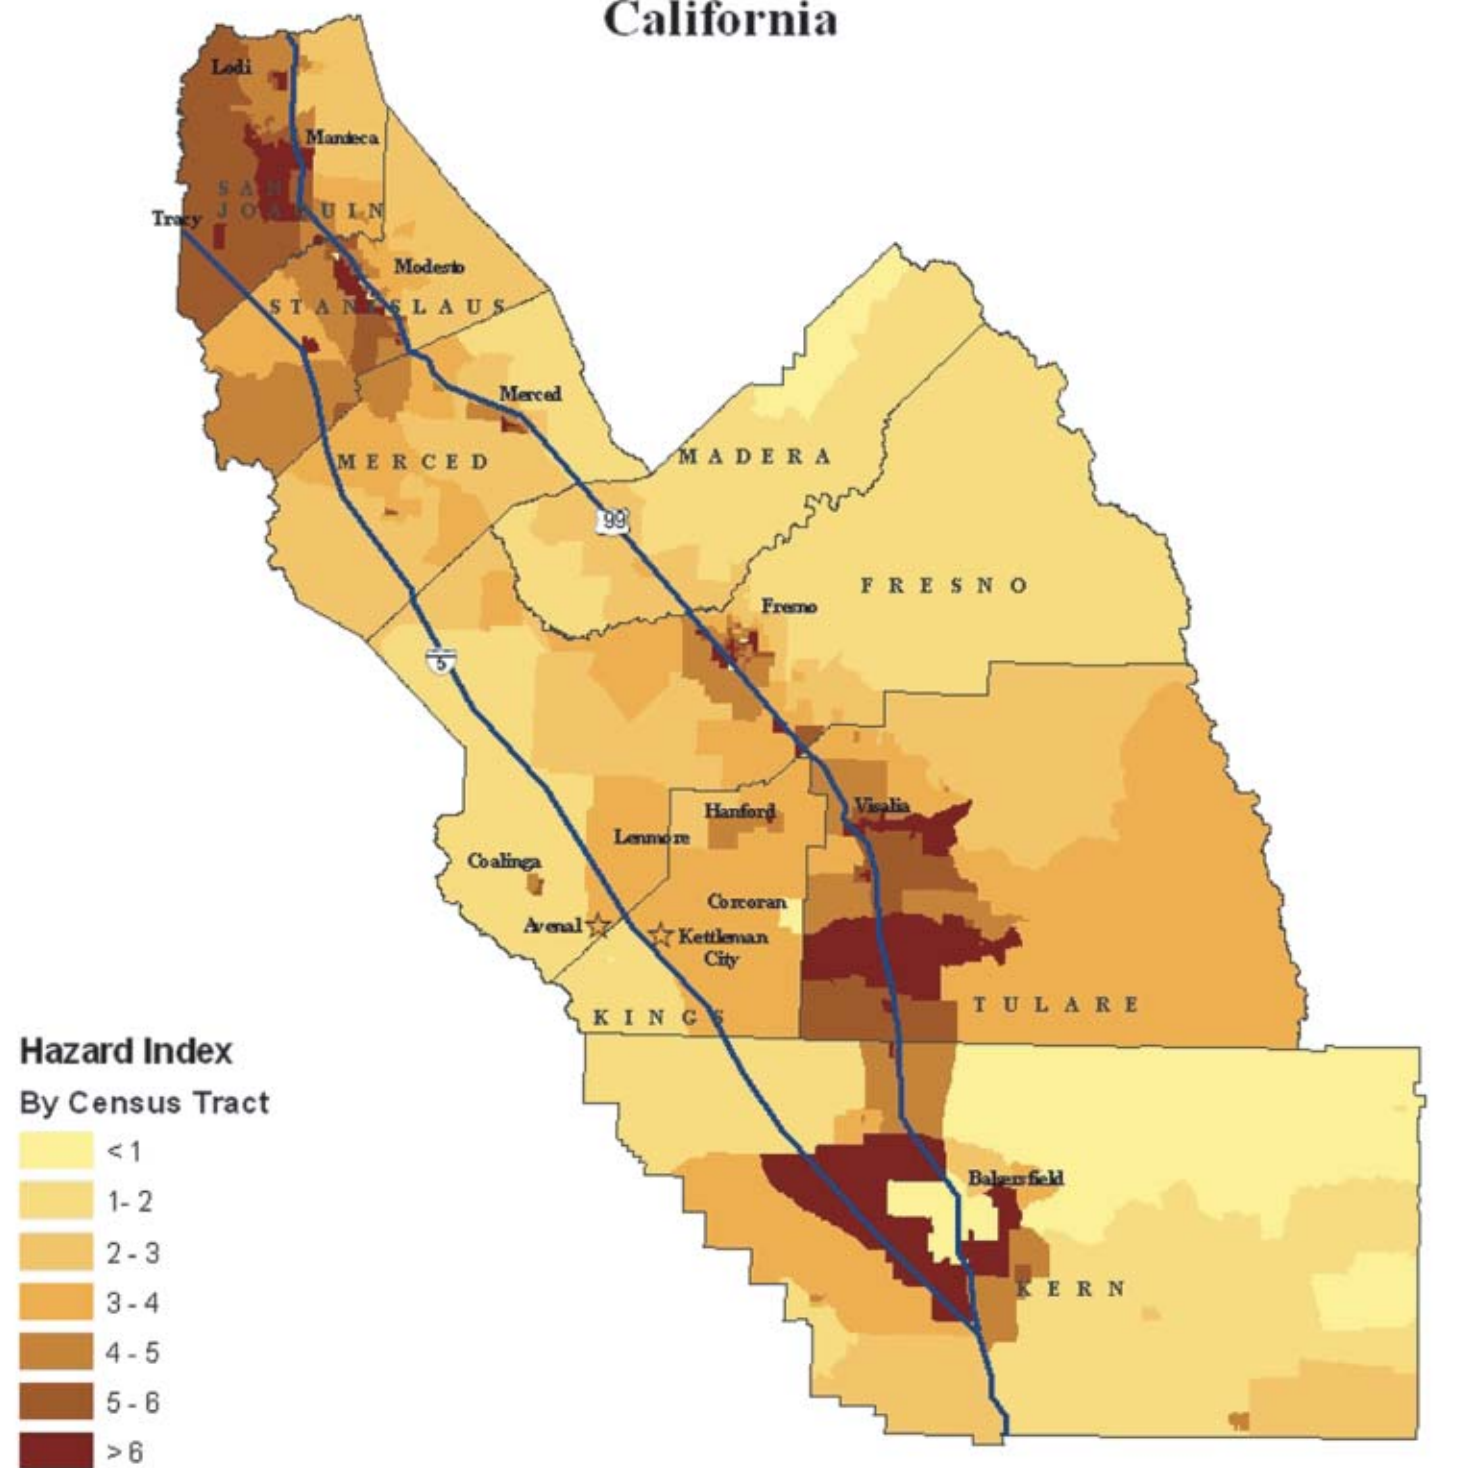 California
Lodi
Manteca
SAN
JOAQUIN
Tracy
Modesto
STANISLAUS
Merced
MERCED
MADERA
99
FRESNO
Fresno
5
Visalia
Hanford
Lenmore
Coalinga
Corcoran
Avenal
Kettleman
City
TULARE
KINGS
Hazard Index
By Census Tract
< 1
1- 2
2 - 3
3 - 4
4 - 5
5 - 6
> 6
Bakersfield
KERN